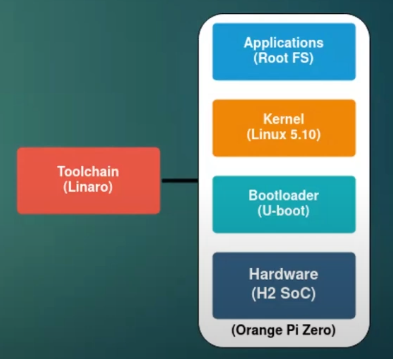 Applications
(Root FS)
Kernel
(Linux 5.10)
Toolchain
(Linaro)
Bootloader
(U-boot)
Hardware
(H2 SoC)
(Orange Pi Zero)